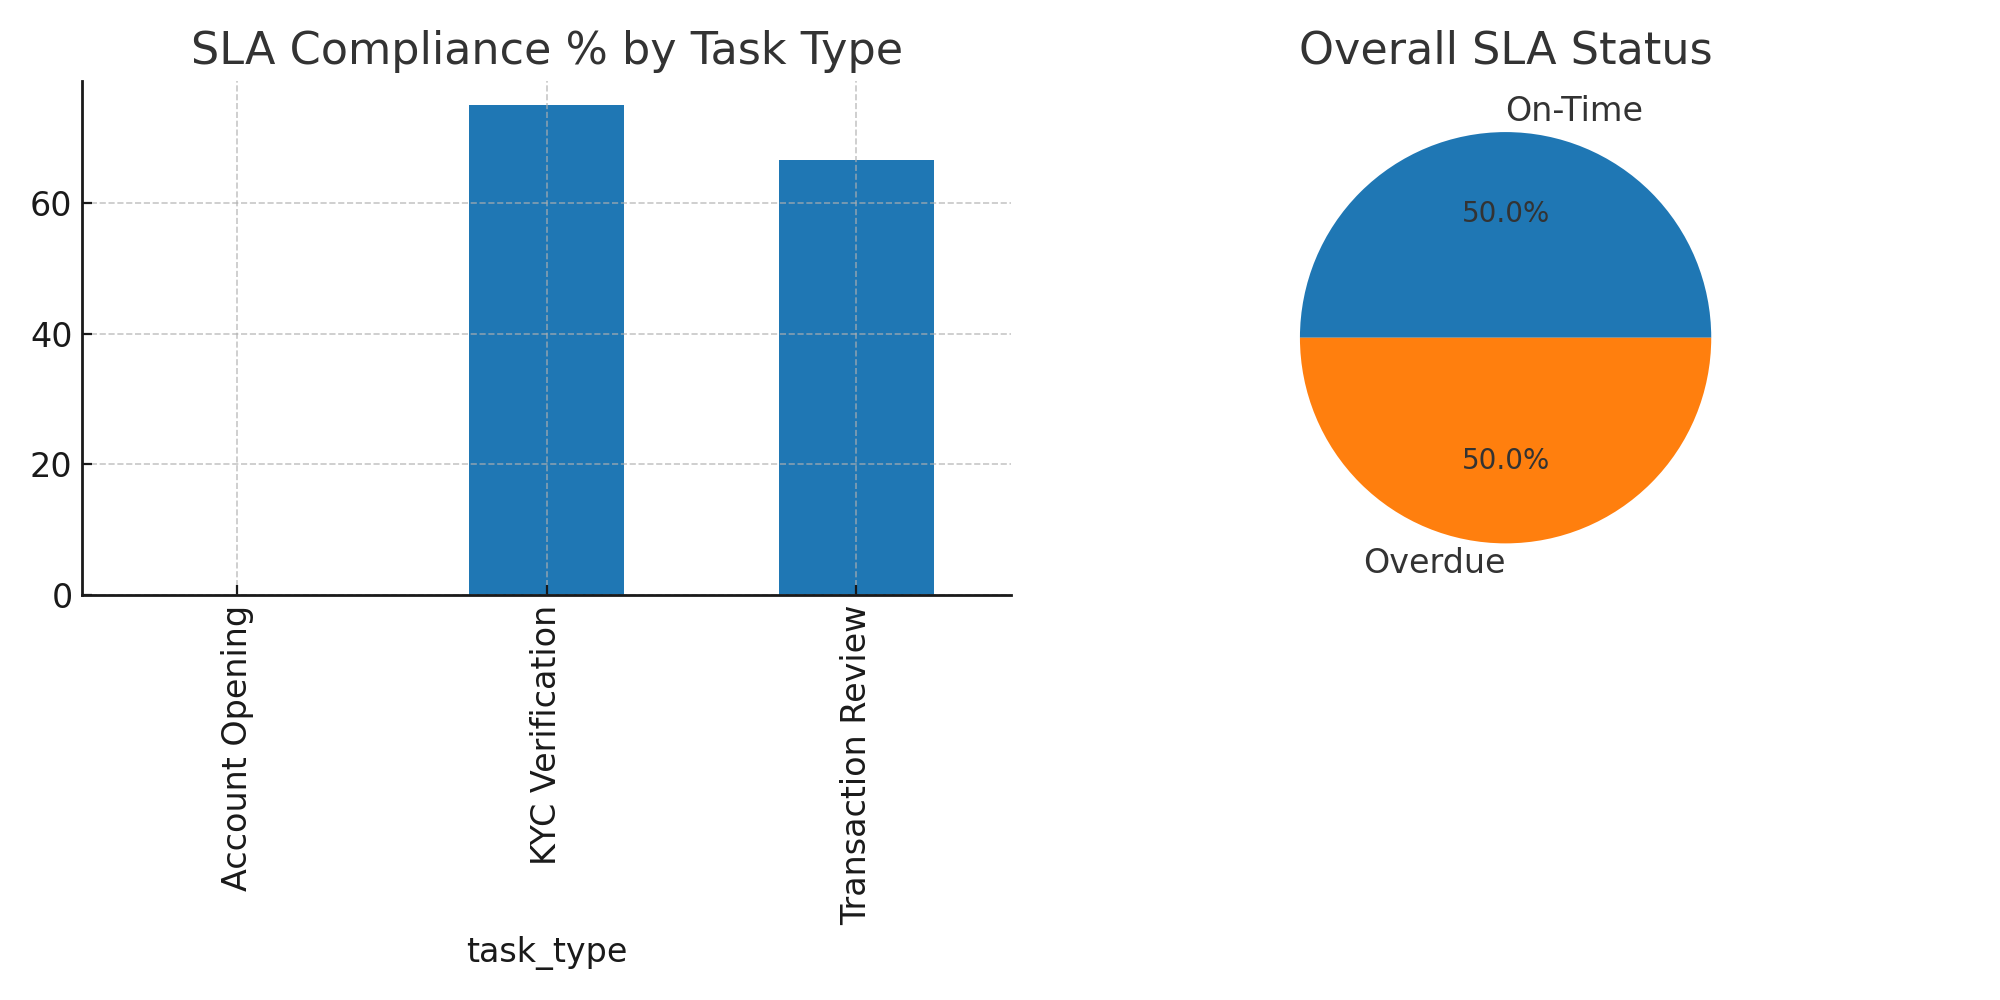 SLA Compliance % by Task Type
60
40
20
0
Account Opening
KYC Verification
Transaction Review
task_type
Overall SLA Status
On-Time
50.0%
50.0%
Overdue